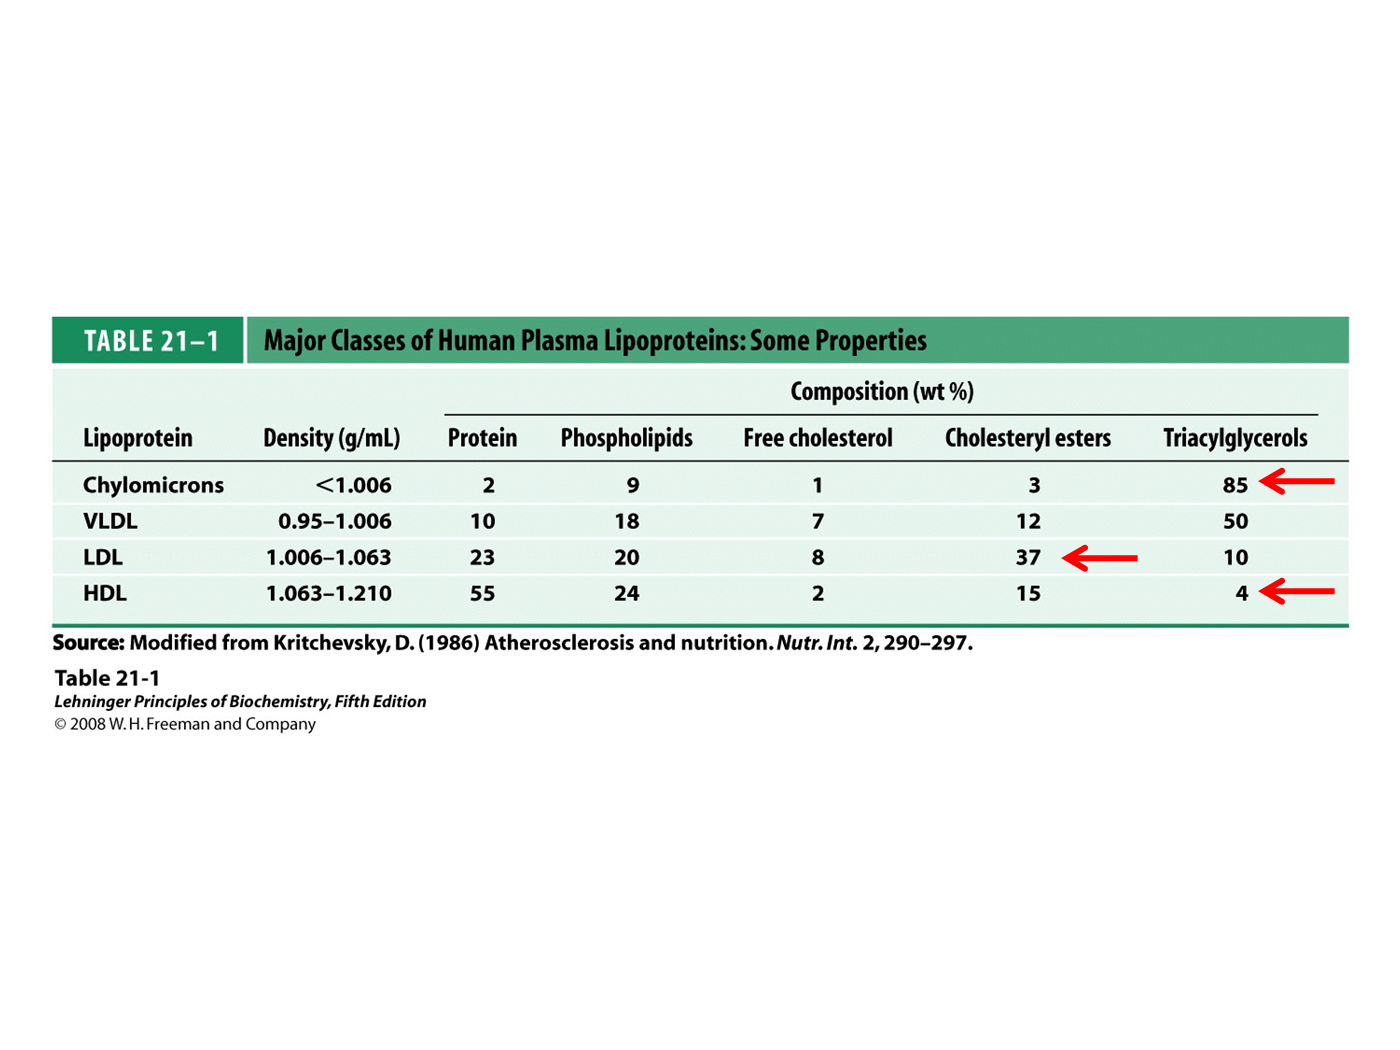 TABLE 21–1 Major Classes of Human Plasma Lipoproteins: Some Properties
Composition (wt %)
Lipoprotein Density (g/mL) Protein Phospholipids Free cholesterol Cholesteryl esters Triacylglycerols
Chylomicrons <1.006 2 9 1 3 85
VLDL 0.95–1.006 10 18 7 12 50
LDL 1.006–1.063 23 20 8 37 10
HDL 1.063–1.210 55 24 2 15 4
Source: Modified from Kritchevsky, D. (1986) Atherosclerosis and nutrition. Nutr. Int. 2, 290–297.
Table 21-1
Lehninger Principles of Biochemistry, Fifth Edition
© 2008 W. H. Freeman and Company